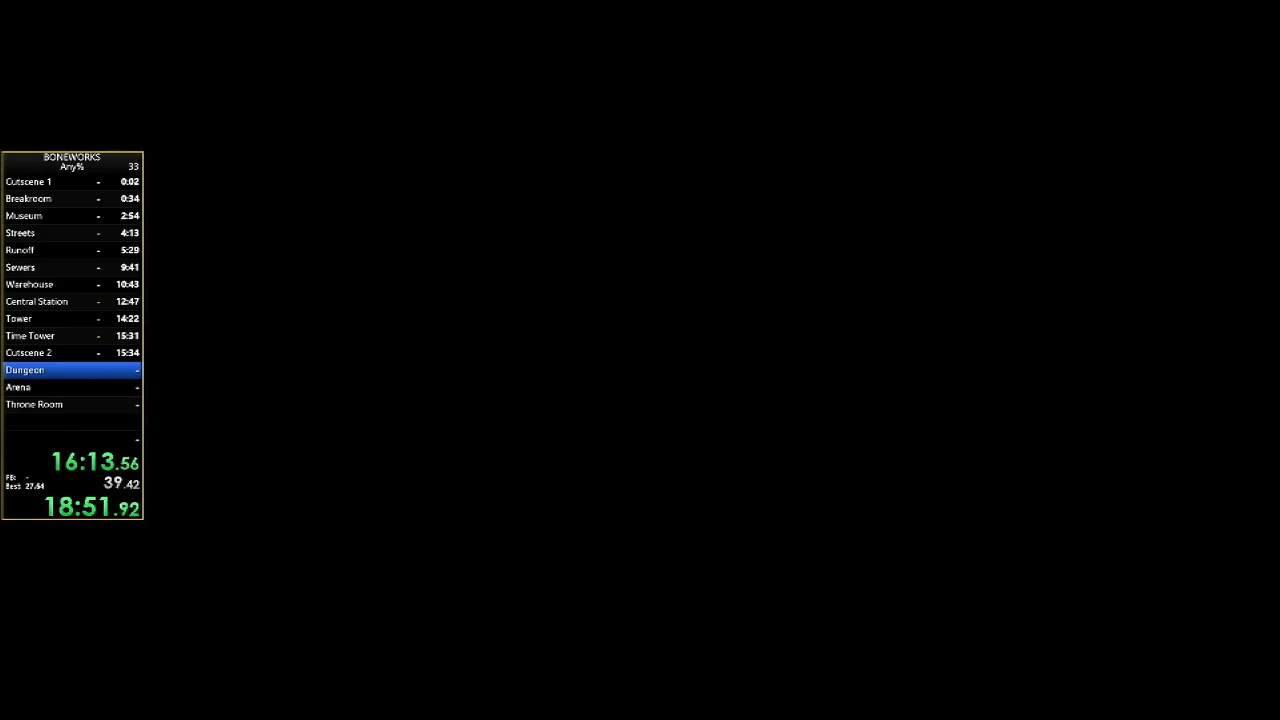 BONEWORKS
Any% 33
Cutscene 1 - 0:02
Breakroom - 0:34
Museum - 2:54
Streets - 4:13
Runoff - 5:29
Sewers - 9:41
Warehouse - 10:43
Central Station - 12:47
Tower - 14:22
Time Tower - 15:31
Cutscene 2 - 15:34
Dungeon -
Arena -
Throne Room -
-
16:13.56
PB: -
Best: 27.64 39.42
18:51.92